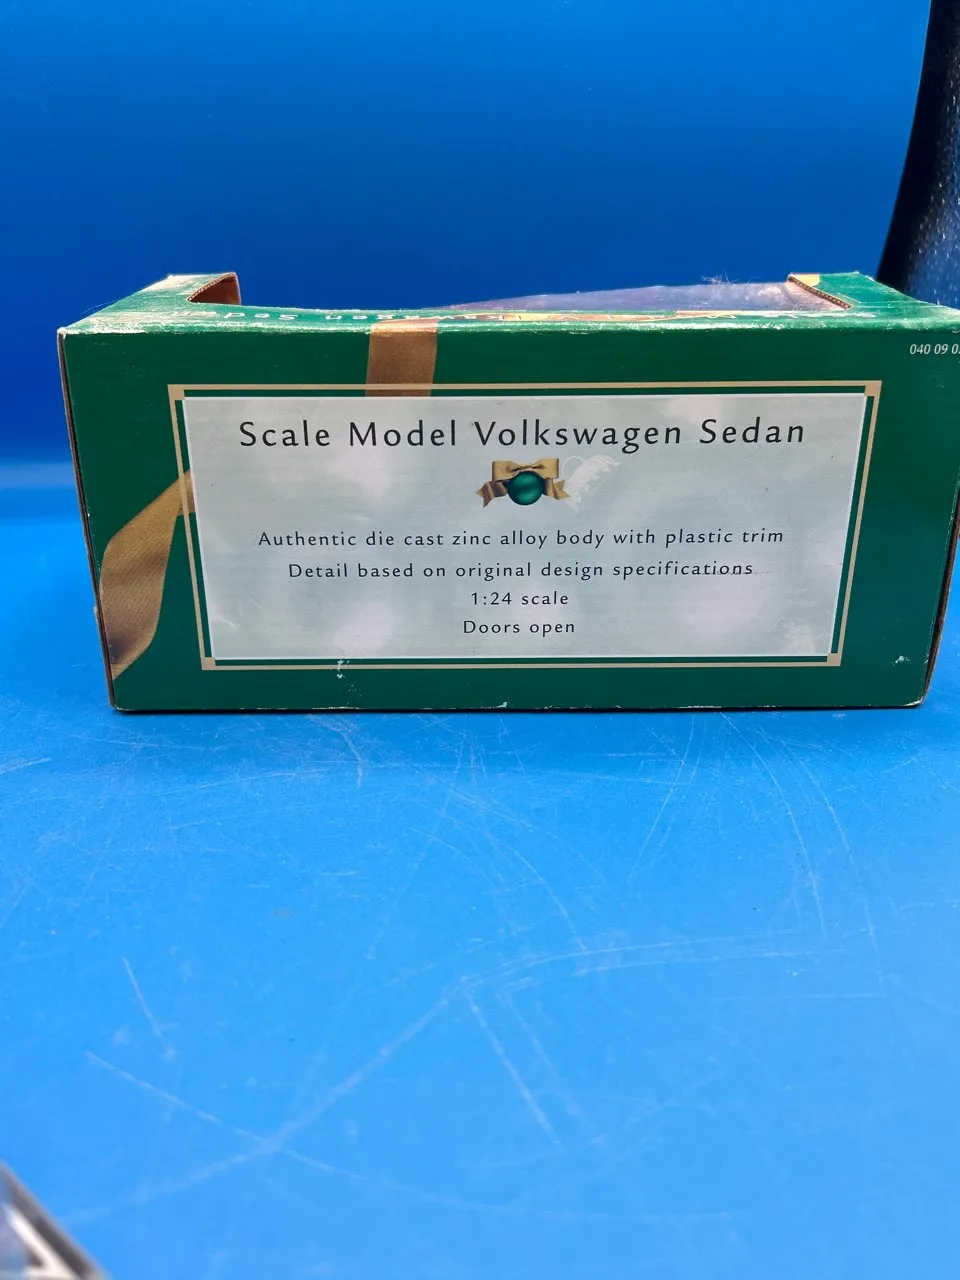 040 09 0
Scale Model Volkswagen Sedan
Authentic die cast zinc alloy body with plastic trim
Detail based on original design specifications
1:24 scale
Doors open